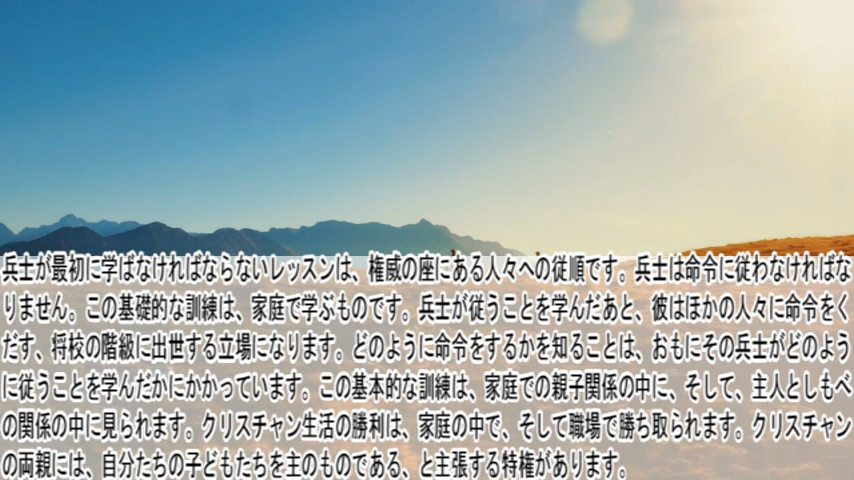 兵士が最初に学ばなければならないレッスンは、権威の座にある人々への従順です。兵士は命令に従わなければな
りません。この基礎的な訓練は、家庭で学ぶものです。兵士が従うことを学んだあと、彼はほかの人々に命令をく
だす、将校の階級に出世する立場になります。どのように命令をするかを知ることは、おもにその兵士がどのよう
に従うことを学んだかにかかっています。この基本的な訓練は、家庭での親子関係の中に、そして、主人としもべ
の関係の中に見られます。クリスチャン生活の勝利は、家庭の中で、そして職場で勝ち取られます。クリスチャン
の両親には、自分たちの子どもたちを主のものである、と主張する特権があります。